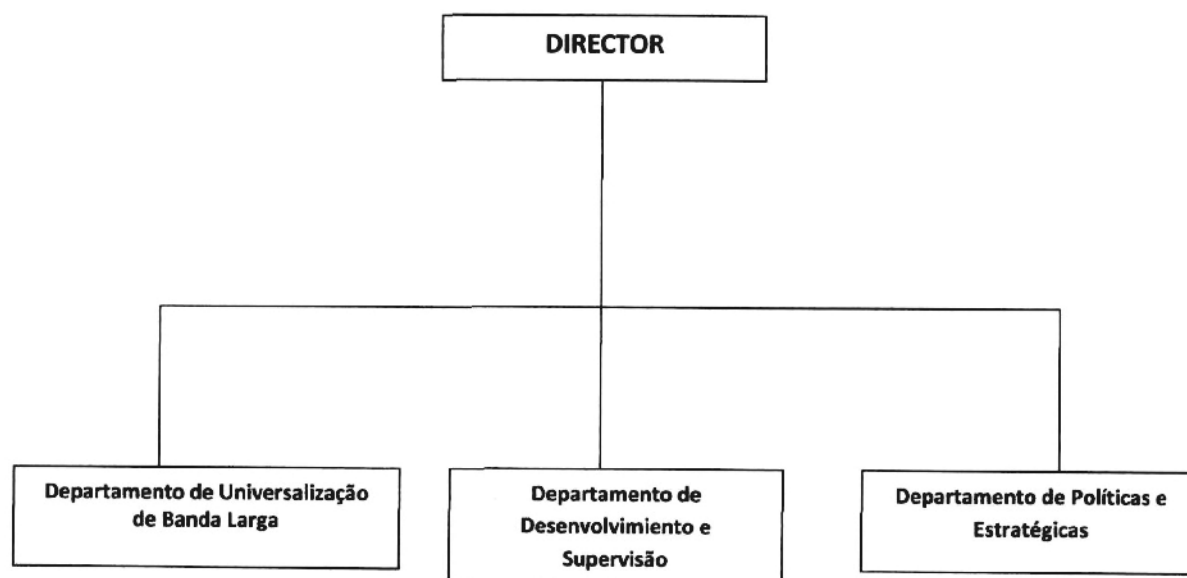 DIRECTOR
Departamento de Universalização
de Banda Larga
Departamento de
Desenvolvimiento e
Supervisão
Departamento de Políticas e
Estratégicas